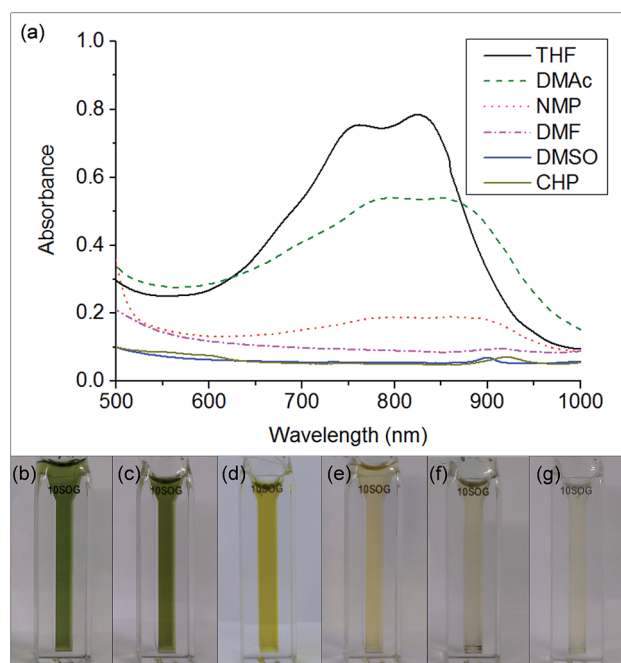 (a)
1.0
0.8
0.6
0.4
0.2
0.0
Absorbance
THF
DMAc
NMP
DMF
DMSO
CHP
500 600 700 800 900 1000
Wavelength (nm)
(b) (c) (d) (e) (f) (g)
10SOG 10SOG 10SOG 10SOG 10SOG 10SOG